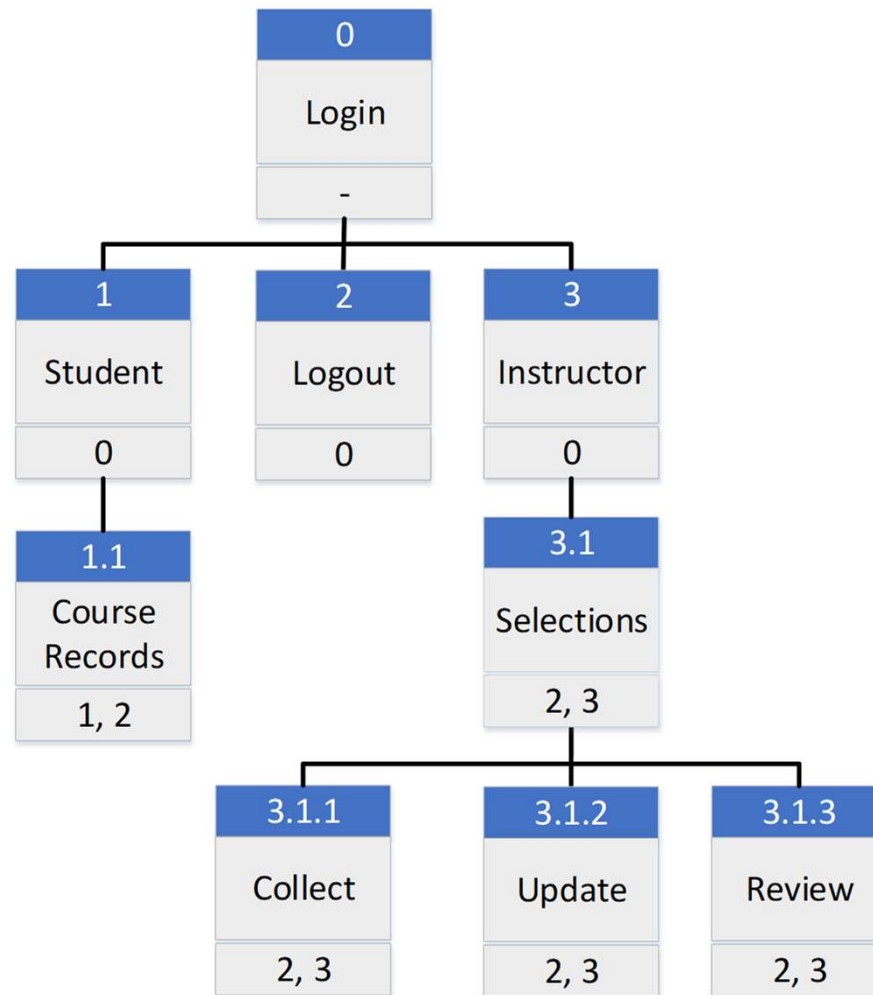 0
Login
-
1
Student
0
2
Logout
0
3
Instructor
0
1.1
Course
Records
1, 2
3.1
Selections
2, 3
3.1.1
Collect
2, 3
3.1.2
Update
2, 3
3.1.3
Review
2, 3